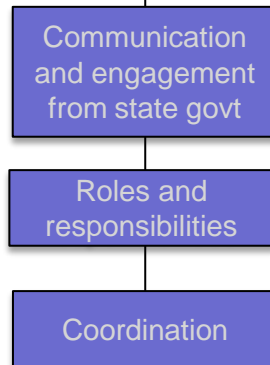 Communication
and engagement
from state govt
Roles and
responsibilities
Coordination